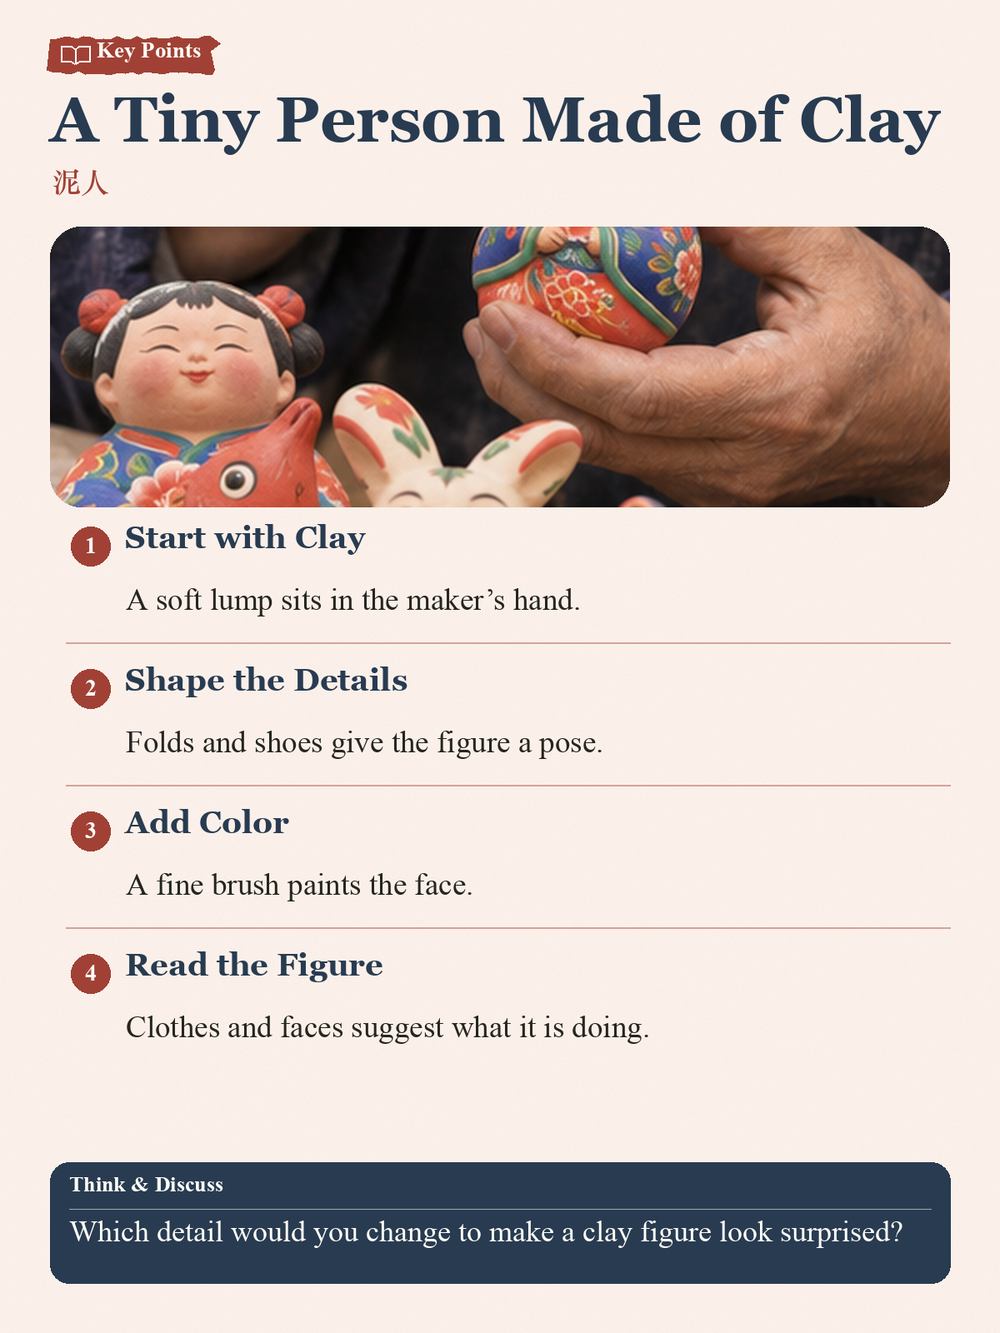 Key Points
A Tiny Person Made of Clay
泥人
1 Start with Clay
A soft lump sits in the maker’s hand.
2 Shape the Details
Folds and shoes give the figure a pose.
3 Add Color
A fine brush paints the face.
4 Read the Figure
Clothes and faces suggest what it is doing.
Think & Discuss
Which detail would you change to make a clay figure look surprised?